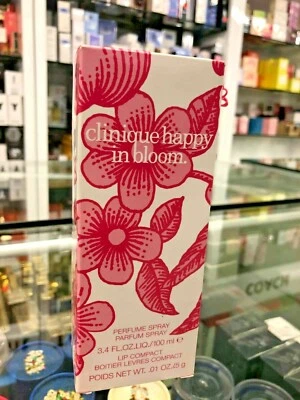 clinique happy
in bloom.
PERFUME SPRAY
PARFUM SPRAY
3.4 FL.OZ.LIQ./100 ml e
LIP COMPACT
BOITIER LEVRES COMPACT
POIDS NET WT. .01 OZ./5 g
COACH